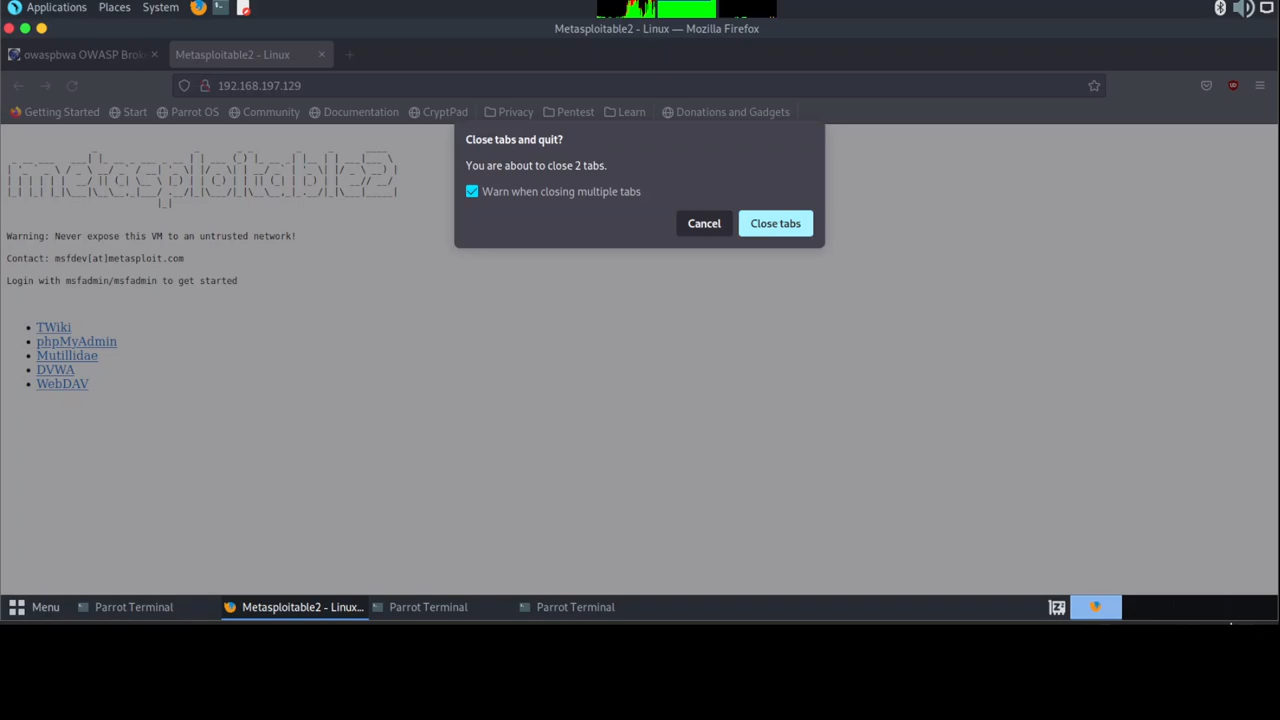 Applications Places System
Metasploitable2 - Linux — Mozilla Firefox
owaspbwa OWASP Brok
Metasploitable2 - Linux
192.168.197.129
Getting Started Start Parrot OS Community Documentation CryptPad Privacy Pentest Learn Donations and Gadgets
Close tabs and quit?
You are about to close 2 tabs.
Warn when closing multiple tabs
Cancel Close tabs
metasploitable2
Warning: Never expose this VM to an untrusted network!
Contact: msfdev[at]metasploit.com
Login with msfadmin/msfadmin to get started
TWiki
phpMyAdmin
Mutillidae
DVWA
WebDAV
Menu Parrot Terminal Metasploitable2 - Linux... Parrot Terminal Parrot Terminal